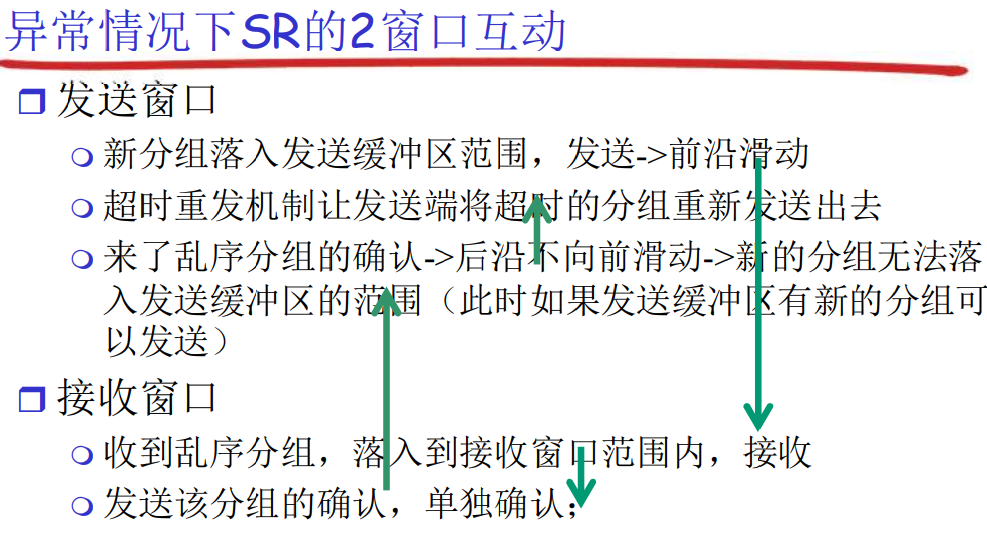 异常情况下SR的2窗口互动
发送窗口
新分组落入发送缓冲区范围，发送->前沿滑动
超时重发机制让发送端将超时的分组重新发送出去
来了乱序分组的确认->后沿不向前滑动->新的分组无法落
入发送缓冲区的范围（此时如果发送缓冲区有新的分组可
以发送）
接收窗口
收到乱序分组，落入到接收窗口范围内，接收
发送该分组的确认，单独确认；